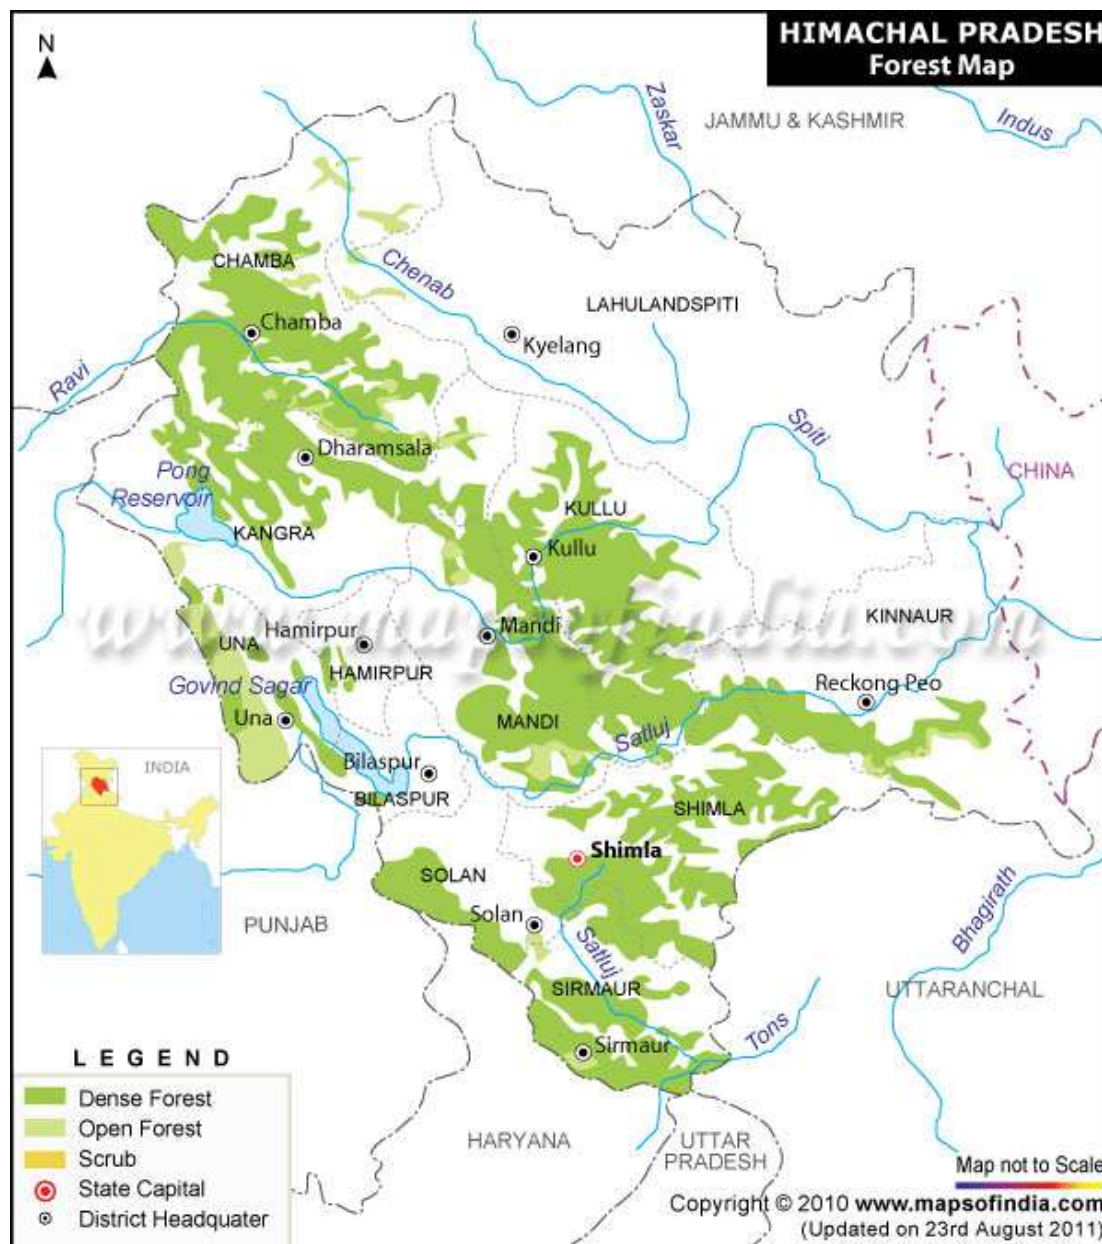 HIMACHAL PRADESH
Forest Map
N
Zaskar
JAMMU & KASHMIR
Indus
CHAMBA
Chenab
LAHULANDSPITI
Chamba
Kyelang
Ravi
Spiti
Dharamsala
Pong
Reservoir
CHINA
KULLU
KANGRA
Kullu
www.mapsofindia.com
KINNAUR
Mandi
Hamirpur
UNA
HAMIRPUR
Reckong Peo
Govind Sagar
Una
MANDI
Satluj
Bilaspur
INDIA
BILASPUR
SHIMLA
Shimla
SOLAN
Solan
PUNJAB
Satluj
Bhagirath
SIRMAUR
UTTARANCHAL
Tons
Sirmaur
LEGEND
Dense Forest
Open Forest
Scrub
State Capital
District Headquater
HARYANA
UTTAR
PRADESH
Map not to Scale
Copyright © 2010 www.mapsofindia.com
(Updated on 23rd August 2011)